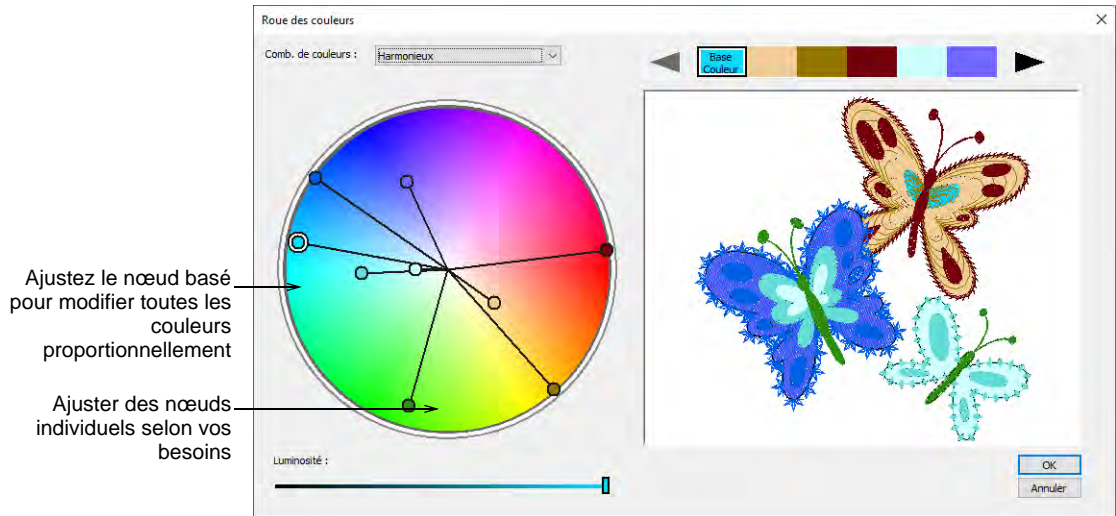 Roue des couleurs
Comb. de couleurs :
Harmonieux
Base
Couleur
Ajustez le nœud basé
pour modifier toutes les
couleurs
proportionnellement
Ajuster des nœuds
individuels selon vos
besoins
Luminosité :
OK
Annuler